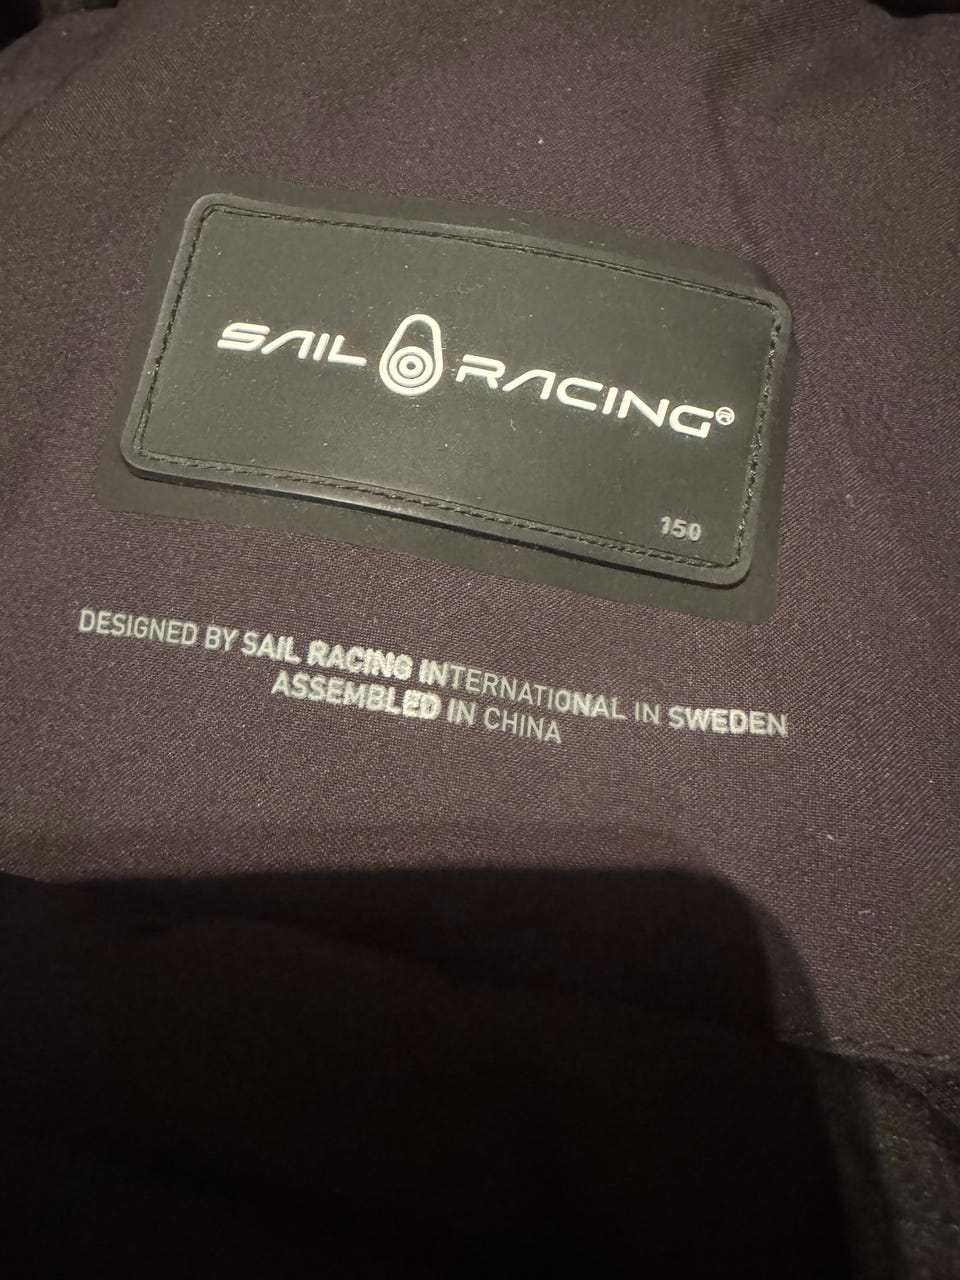 SAIL RACING®
150
DESIGNED BY SAIL RACING INTERNATIONAL IN SWEDEN
ASSEMBLED IN CHINA